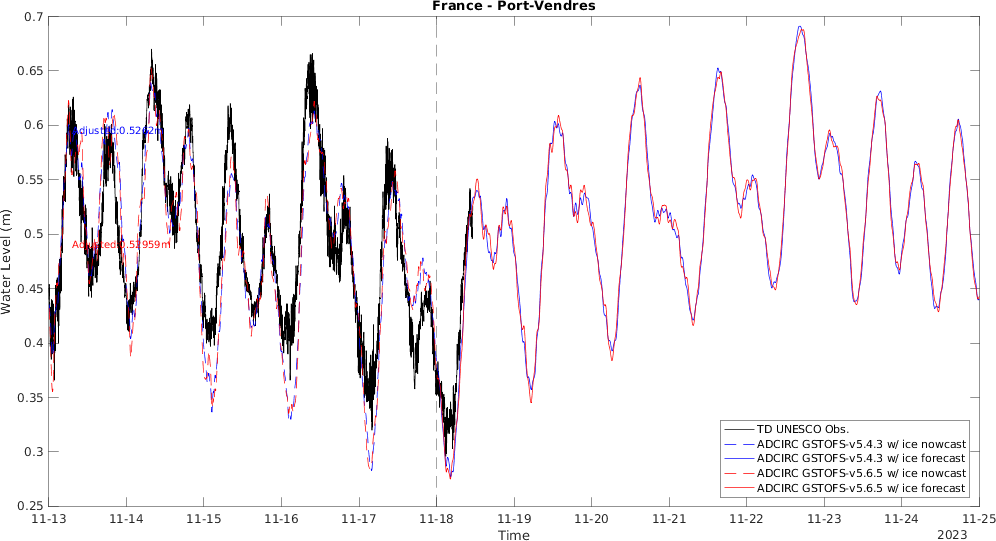 France - Port-Vendres
0.7
0.65
0.6
0.55
0.5
0.45
0.4
0.35
0.3
0.25
Water Level (m)
Adjusted:0.5262m
Adjusted:0.52959m
TD UNESCO Obs.
ADCIRC GSTOFS-v5.4.3 w/ ice nowcast
ADCIRC GSTOFS-v5.4.3 w/ ice forecast
ADCIRC GSTOFS-v5.6.5 w/ ice nowcast
ADCIRC GSTOFS-v5.6.5 w/ ice forecast
11-13 11-14 11-15 11-16 11-17 11-18 11-19 11-20 11-21 11-22 11-23 11-24 11-25
Time
2023